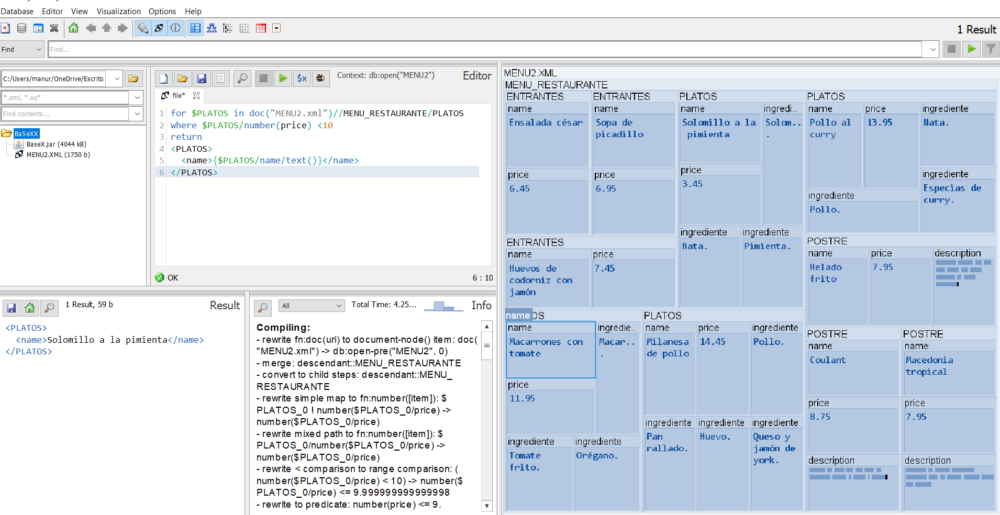 Database Editor View Visualization Options Help
1 Result
Find
Find...
C:/Users/manur/OneDrive/Escrito
*.xml, *.xq*
Find contents...
BaSeXX
BaseX.jar (4044 kB)
MENU2.XML (1750 b)
Context: db:open("MENU2")
Editor
file*
1 for $PLATOS in doc("MENU2.xml")//MENU_RESTAURANTE/PLATOS
2 where $PLATOS/number(price) <10
3 return
4 <PLATOS>
5 <name>{$PLATOS/name/text()}</name>
6 </PLATOS>
OK
6 : 10
1 Result, 59 b
Result
<PLATOS>
<name>Solomillo a la pimienta</name>
</PLATOS>
All
Total Time: 4.25...
Info
Compiling:
- rewrite fn:doc(uri) to document-node() item: doc(
"MENU2.xml") -> db:open-pre("MENU2", 0)
- merge: descendant::MENU_RESTAURANTE
- convert to child steps: descendant::MENU_
RESTAURANTE
- rewrite simple map to fn:number([item]): $
PLATOS_0 ! number($PLATOS_0/price) ->
number($PLATOS_0/price)
- rewrite mixed path to fn:number([item]): $
PLATOS_0/number($PLATOS_0/price) ->
number($PLATOS_0/price)
- rewrite < comparison to range comparison: (
number($PLATOS_0/price) < 10) -> number($
PLATOS_0/price) <= 9.999999999999998
- rewrite to predicate: number(price) <= 9.
MENU2.XML
MENU_RESTAURANTE
ENTRANTES
name
Ensalada césar
price
6.45
ENTRANTES
name
Sopa de
picadillo
price
6.95
ENTRANTES
name
Huevos de
codorniz con
jamón
price
7.45
PLATOS
name
Solomillo a la
pimienta
ingredi..
Solom..
.
price
3.45
ingrediente
Nata.
ingrediente
Pimienta.
PLATOS
name
Pollo al
curry
price
13.95
ingrediente
Nata.
ingrediente
Pollo.
ingrediente
Especias de
curry.
name
OS
name
Macarrones con
tomate
ingredie..
Macar..
.
price
11.95
ingrediente
Tomate
frito.
ingrediente
Orégano.
PLATOS
name
Milanesa
de pollo
price
14.45
ingrediente
Pollo.
ingrediente
Pan
rallado.
ingrediente
Huevo.
ingrediente
Queso y
jamón de
york.
POSTRE
name
Helado
frito
price
7.95
description
POSTRE
name
Coulant
price
8.75
description
POSTRE
name
Macedonia
tropical
price
7.95
description